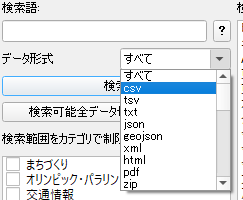 検索語:
?
データ形式
すべて
すべて
csv
tsv
txt
json
geojson
xml
html
pdf
zip
検索可能全データ
検索範囲をカテゴリで制限
まちづくり
オリンピック・パラリン
交通情報